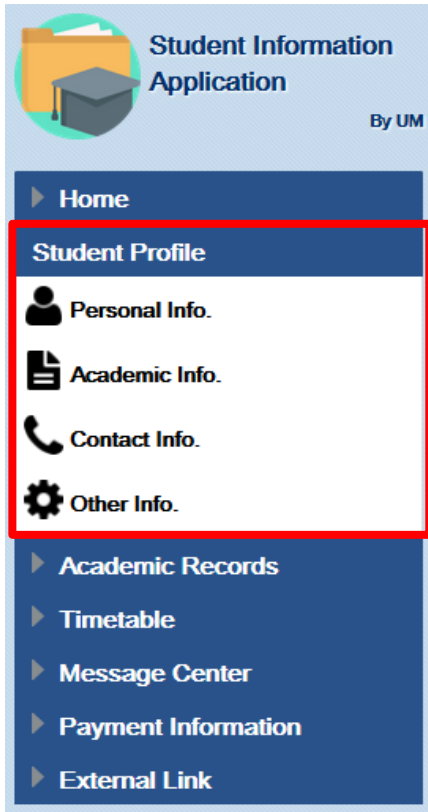 Student Information
Application
By UM
Home
Student Profile
Personal Info.
Academic Info.
Contact Info.
Other Info.
Academic Records
Timetable
Message Center
Payment Information
External Link